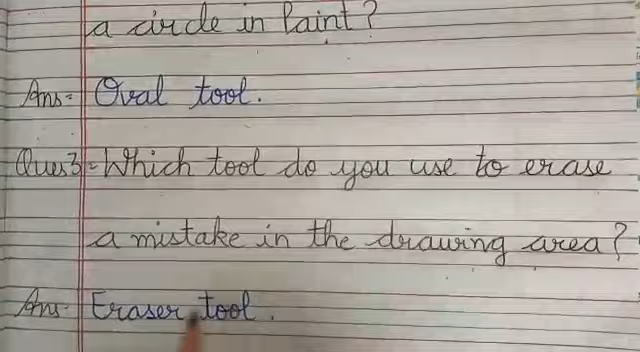 a circle in Paint?
Ans- Oval tool.
Ques3- Which tool do you use to erase
a mistake in the drawing area?
Ans- Eraser tool.